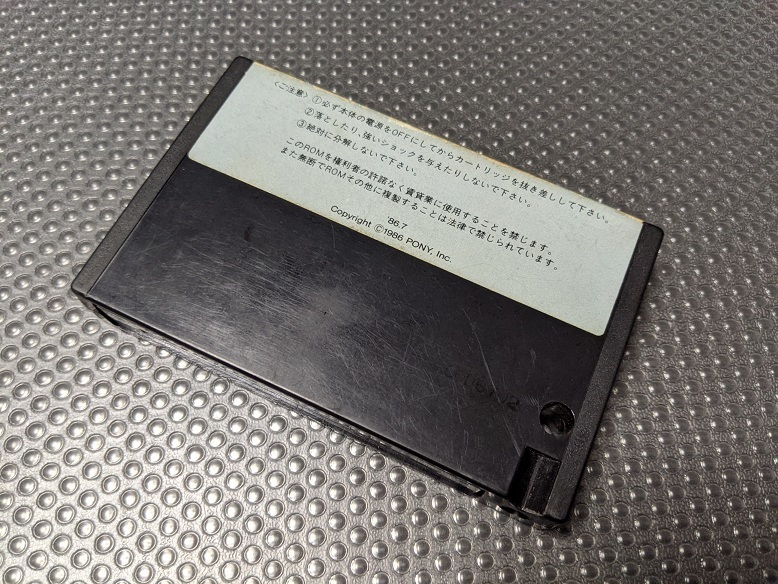 〈ご注意〉①必ず本体の電源をOFFにしてからカートリッジを抜き差しして下さい。
②落としたり、強いショックを与えたりしないで下さい。
③絶対に分解しないで下さい。
このROMを権利者の許諾なく賃貸業に使用することを禁じます。
また無断でROMその他に複製することは法律で禁じられています。
'86.7
Copyright ©1986 PONY, Inc.